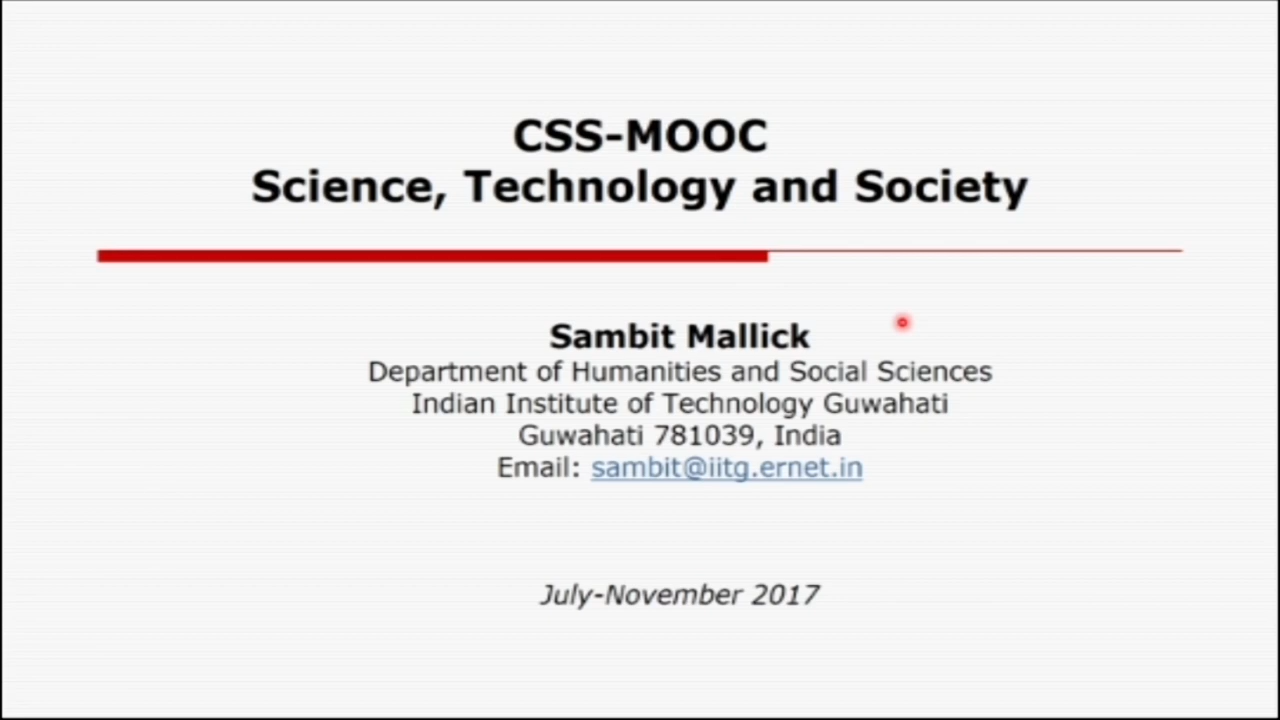 CSS-MOOC
Science, Technology and Society
Sambit Mallick
Department of Humanities and Social Sciences
Indian Institute of Technology Guwahati
Guwahati 781039, India
Email: sambit@iitg.ernet.in
July-November 2017